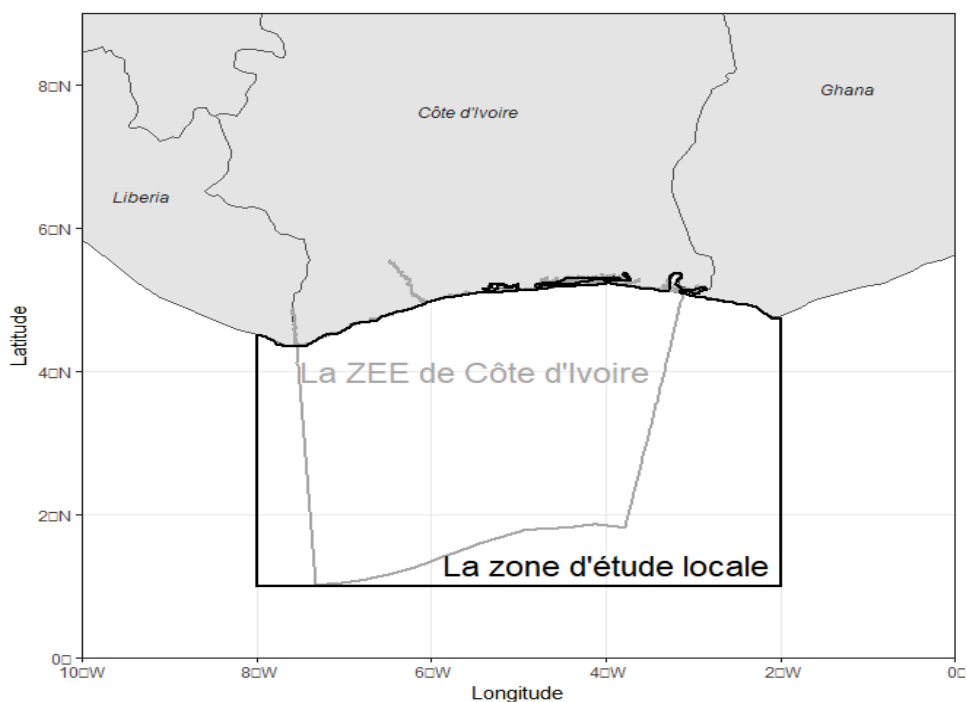 8□N
Ghana
Côte d'Ivoire
Liberia
6□N
Latitude
La ZEE de Côte d'Ivoire
4□N
2□N
La zone d'étude locale
0□
10□W
8□W
6□W
4□W
2□W
0□
Longitude